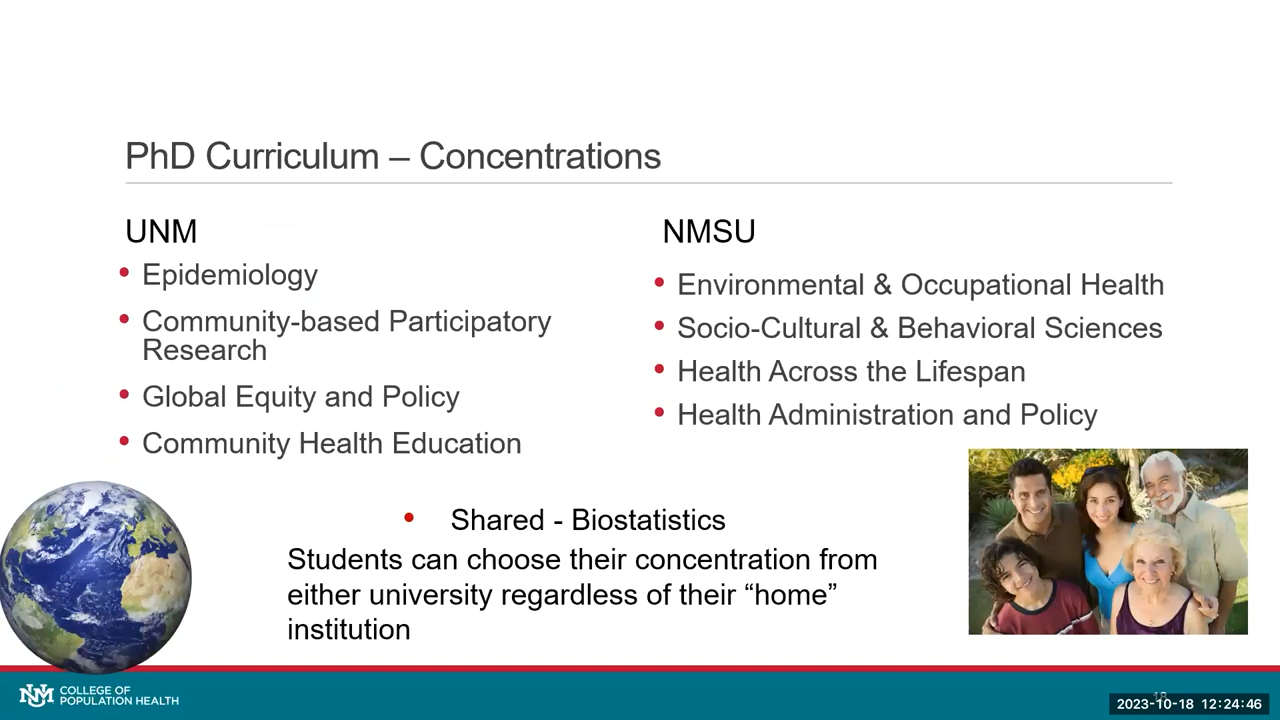 PhD Curriculum – Concentrations
UNM
• Epidemiology
• Community-based Participatory
Research
• Global Equity and Policy
• Community Health Education
NMSU
• Environmental & Occupational Health
• Socio-Cultural & Behavioral Sciences
• Health Across the Lifespan
• Health Administration and Policy
• Shared - Biostatistics
Students can choose their concentration from
either university regardless of their “home”
institution
UNM COLLEGE OF
POPULATION HEALTH
18
2023-10-18 12:24:46